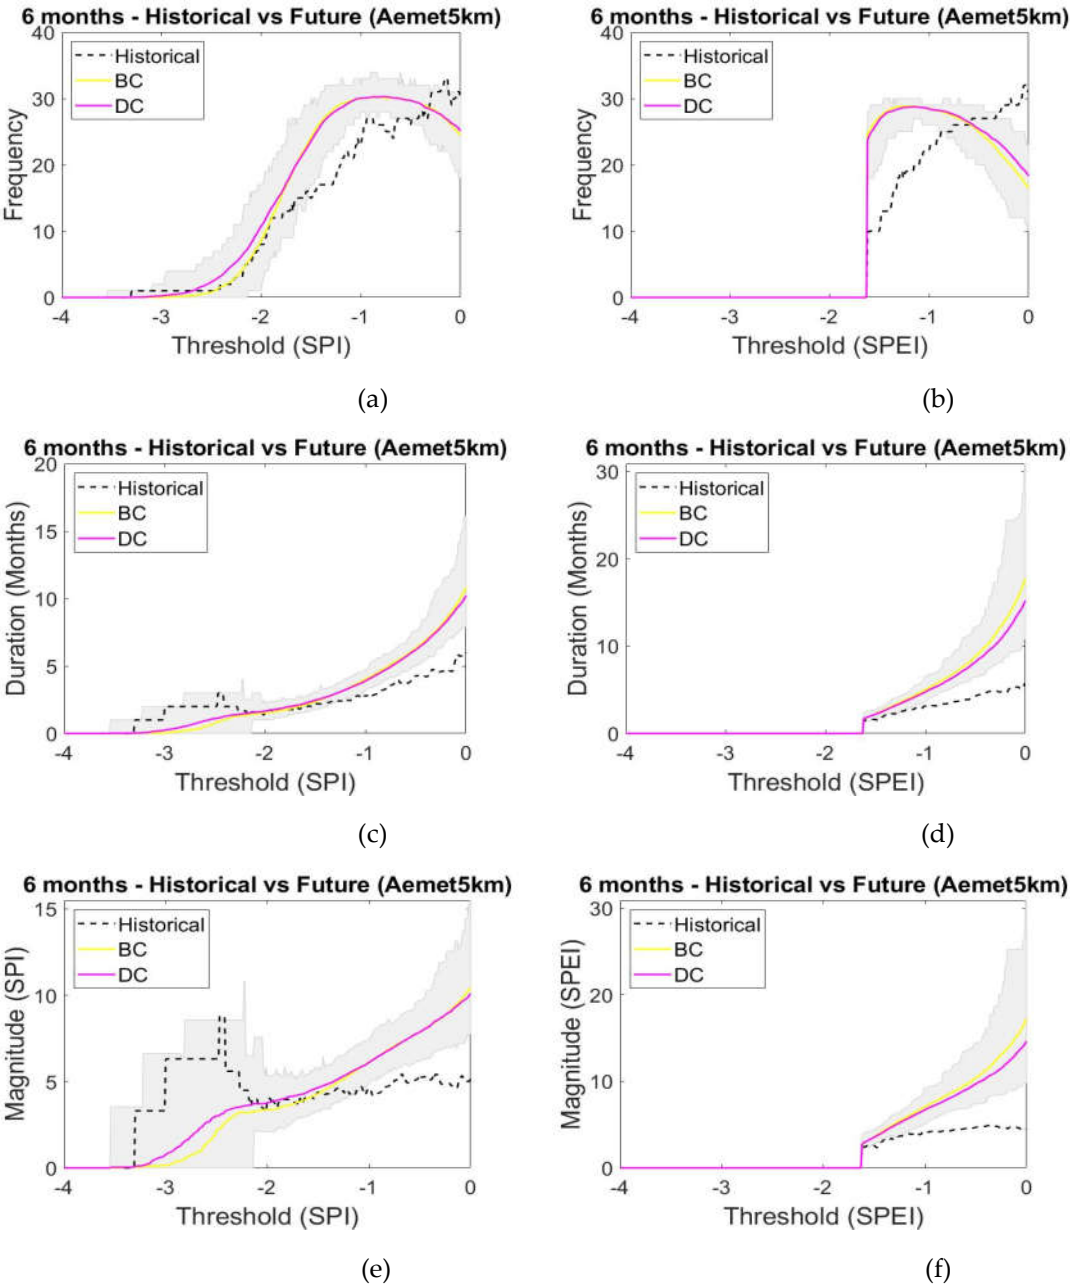 6 months - Historical vs Future (Aemet5km)
40
30
20
10
0
Frequency
Historical
BC
DC
-4 -3 -2 -1 0
Threshold (SPI)
(a)
6 months - Historical vs Future (Aemet5km)
40
30
20
10
0
Frequency
Historical
BC
DC
-4 -3 -2 -1 0
Threshold (SPEI)
(b)
6 months - Historical vs Future (Aemet5km)
20
15
10
5
0
Duration (Months)
Historical
BC
DC
-4 -3 -2 -1 0
Threshold (SPI)
(c)
6 months - Historical vs Future (Aemet5km)
30
20
10
0
Duration (Months)
Historical
BC
DC
-4 -3 -2 -1 0
Threshold (SPEI)
(d)
6 months - Historical vs Future (Aemet5km)
15
10
5
0
Magnitude (SPI)
Historical
BC
DC
-4 -3 -2 -1 0
Threshold (SPI)
(e)
6 months - Historical vs Future (Aemet5km)
30
20
10
0
Magnitude (SPEI)
Historical
BC
DC
-4 -3 -2 -1 0
Threshold (SPEI)
(f)